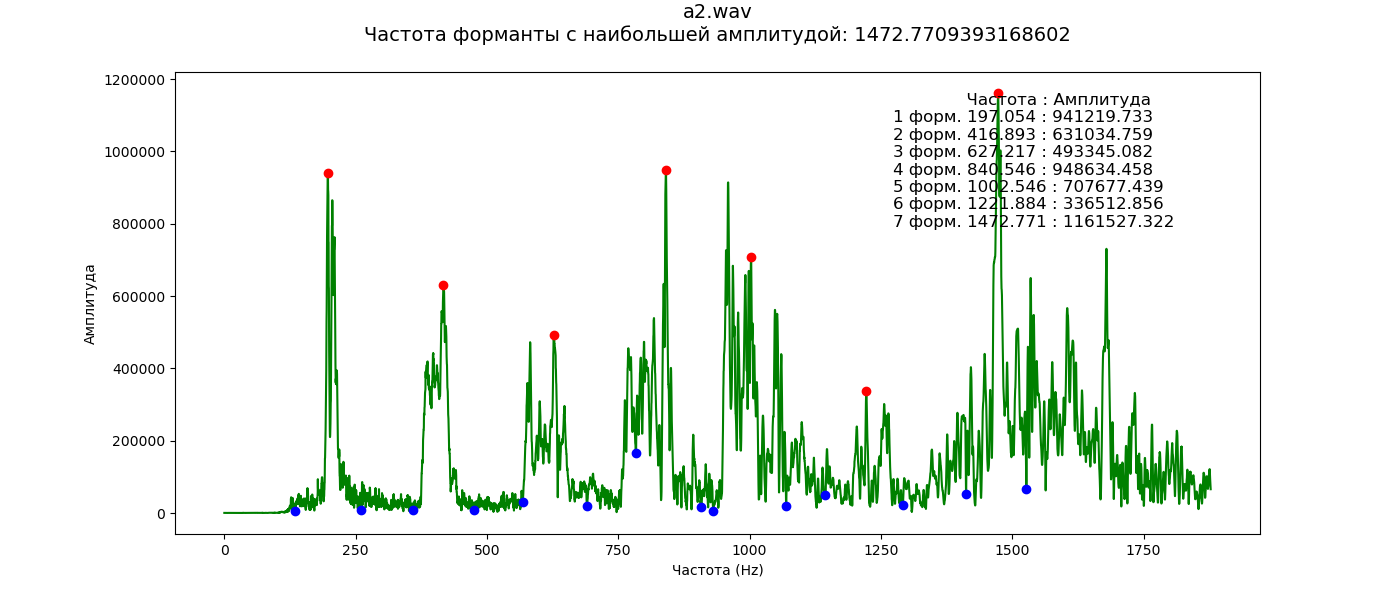 a2.wav
Частота форманты с наибольшей амплитудой: 1472.7709393168602
1200000
1000000
800000
600000
400000
200000
0
Амплитуда
Частота : Амплитуда
1 форм. 197.054 : 941219.733
2 форм. 416.893 : 631034.759
3 форм. 627.217 : 493345.082
4 форм. 840.546 : 948634.458
5 форм. 1002.546 : 707677.439
6 форм. 1221.884 : 336512.856
7 форм. 1472.771 : 1161527.322
0 250 500 750 1000 1250 1500 1750
Частота (Hz)